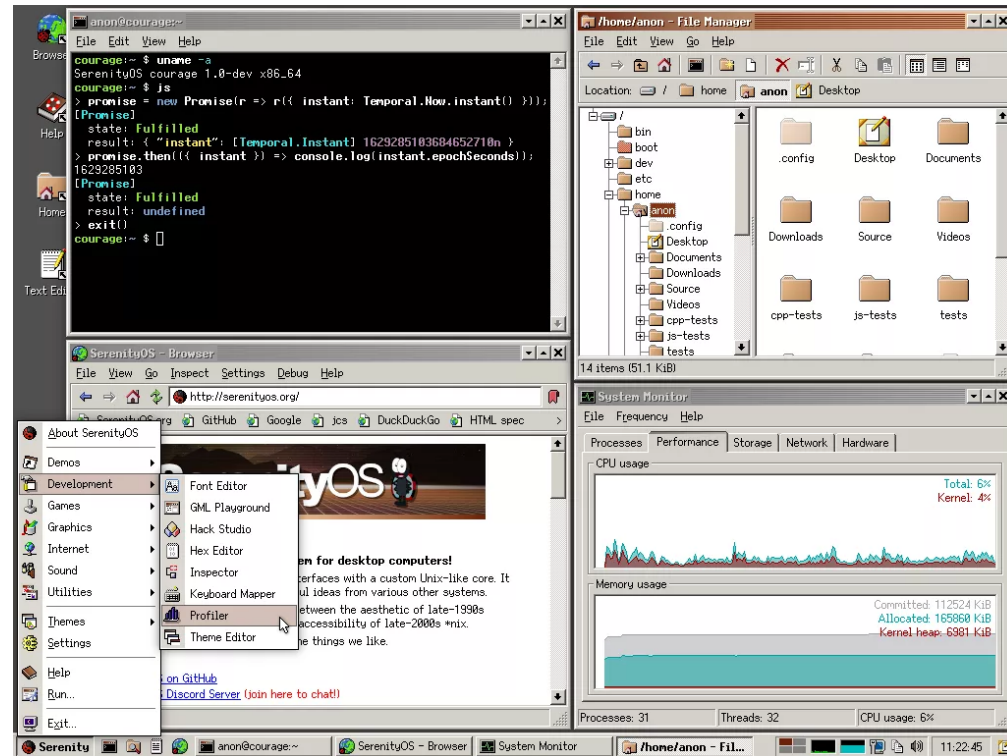 Browse
Help
Home
Text Edi
anon@courage:~
File Edit View Help
courage:~ $ uname -a
SerenityOS courage 1.0-dev x86_64
courage:~ $ js
> promise = new Promise(r => r({ instant: Temporal.Now.instant() }));
[Promise]
state: Fulfilled
result: { "instant": [Temporal.Instant] 1629285103684652710n }
> promise.then(({ instant }) => console.log(instant.epochSeconds));
1629285103
[Promise]
state: Fulfilled
result: undefined
> exit()
courage:~ $
/home/anon - File Manager
File Edit View Go Help
Location: / home anon Desktop
/
bin
boot
dev
etc
home
anon
.config
Desktop
Documents
Downloads
Source
Videos
cpp-tests
js-tests
tests
.config Desktop Documents
Downloads Source Videos
cpp-tests js-tests tests
14 items (51.1 KiB)
SerenityOS - Browser
File View Go Inspect Settings Debug Help
http://serenityos.org/
SerenityOS.org GitHub Google jcs DuckDuckGo HTML spec >
SerenityOS
em for desktop computers!
erfaces with a custom Unix-like core. It
ul ideas from various other systems.
etween the aesthetic of late-1990s
accessibility of late-2000s *nix.
he things we like.
on GitHub
Discord Server (join here to chat!)
About SerenityOS
Demos
Development
Games
Graphics
Internet
Sound
Utilities
Themes
Settings
Help
Run...
Exit...
Font Editor
GML Playground
Hack Studio
Hex Editor
Inspector
Keyboard Mapper
Profiler
Theme Editor
System Monitor
File Frequency Help
Processes Performance Storage Network Hardware
CPU usage
Total: 6%
Kernel: 4%
Memory usage
Committed: 112524 KiB
Allocated: 165860 KiB
Kernel heap: 6981 KiB
Processes: 31 Threads: 32 CPU usage: 6%
Serenity anon@courage:~ SerenityOS - Browser System Monitor /home/anon - Fil... 11:22:45